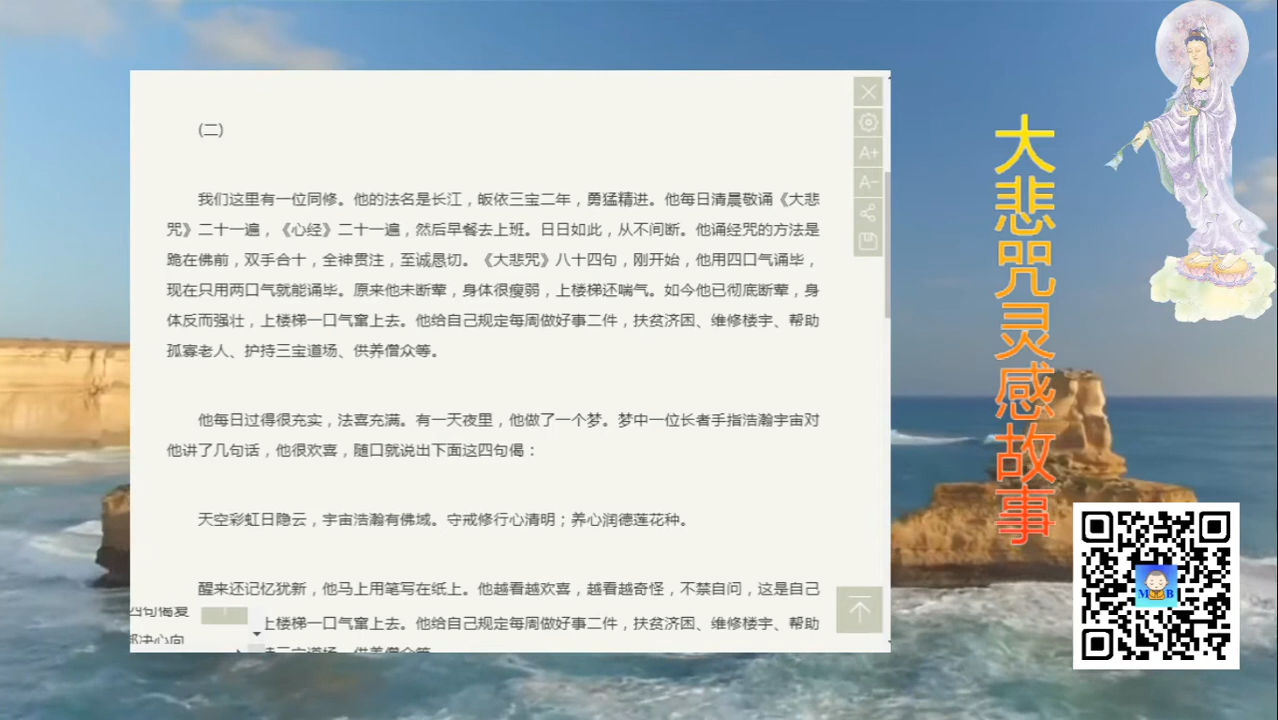 (二)
我们这里有一位同修。他的法名是长江，皈依三宝二年，勇猛精进。他每日清晨敬诵《大悲
咒》二十一遍，《心经》二十一遍，然后早餐去上班。日日如此，从不间断。他诵经咒的方法是
跪在佛前，双手合十，全神贯注，至诚恳切。《大悲咒》八十四句，刚开始，他用四口气诵毕，
现在只用两口气就能诵毕。原来他未断荤，身体很瘦弱，上楼梯还喘气。如今他已彻底断荤，身
体反而强壮，上楼梯一口气窜上去。他给自己规定每周做好事二件，扶贫济困、维修楼宇、帮助
孤寡老人、护持三宝道场、供养僧众等。
他每日过得很充实，法喜充满。有一天夜里，他做了一个梦。梦中一位长者手指浩瀚宇宙对
他讲了几句话，他很欢喜，随口就说出下面这四句偈：
天空彩虹日隐云，宇宙浩瀚有佛域。守戒修行心清明；养心润德莲花种。
醒来还记忆犹新，他马上用笔写在纸上。他越看越欢喜，越看越奇怪，不禁自问，这是自己
四句偈爱
上楼梯一口气窜上去。他给自己规定每周做好事二件，扶贫济困、维修楼宇、帮助
决心向
三宝道场、供养僧众等
A+
A-
大悲咒灵感故事
M B